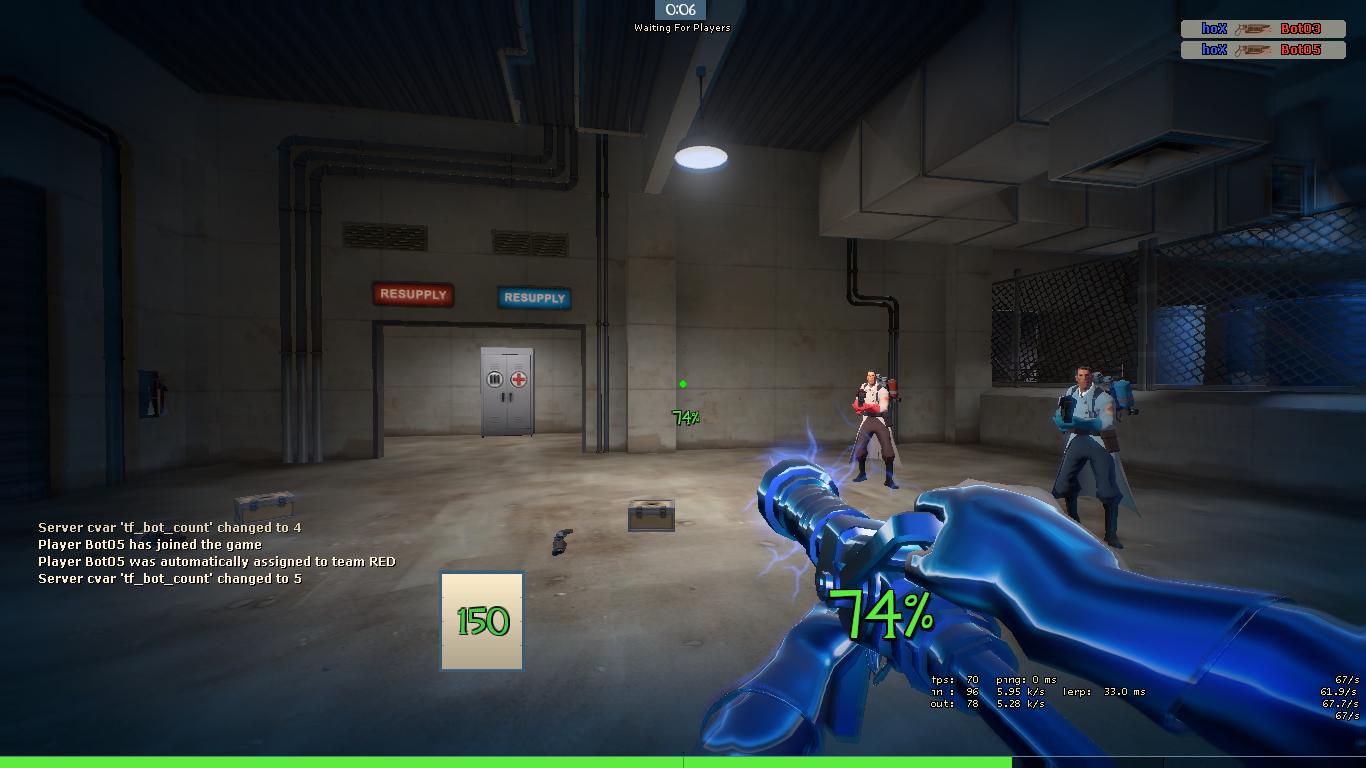 0:06
Waiting For Players
hoX Bot03
hoX Bot05
RESUPPLY
RESUPPLY
74%
Server cvar 'tf_bot_count' changed to 4
Player Bot05 has joined the game
Player Bot05 was automatically assigned to team RED
Server cvar 'tf_bot_count' changed to 5
150
74%
fps: 70 ping: 0 ms
in : 96 5.95 k/s lerp: 33.0 ms
out: 78 5.28 k/s
67/s
61.9/s
67.7/s
67/s